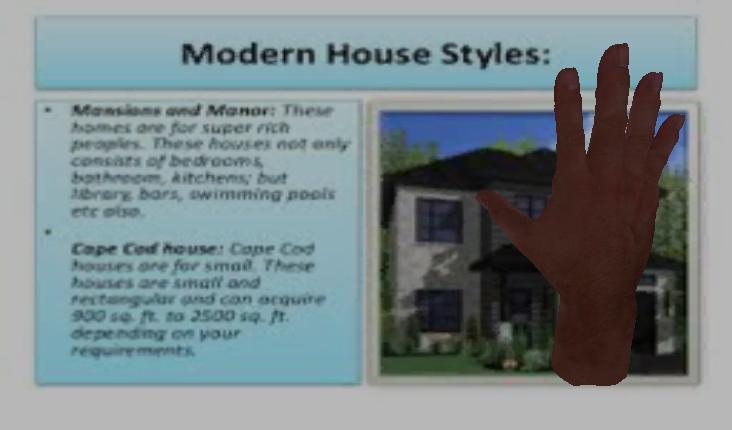 Modern House Styles:
• Mansions and Manor: These
homes are for super rich
peoples. These houses not only
consists of bedrooms,
bathroom, kitchens; but
library, bars, swimming pools
etc also.
•
Cape Cod house: Cape Cod
houses are for small. These
houses are small and
rectangular and can acquire
900 sq. ft. to 2500 sq. ft.
depending on your
requirements.